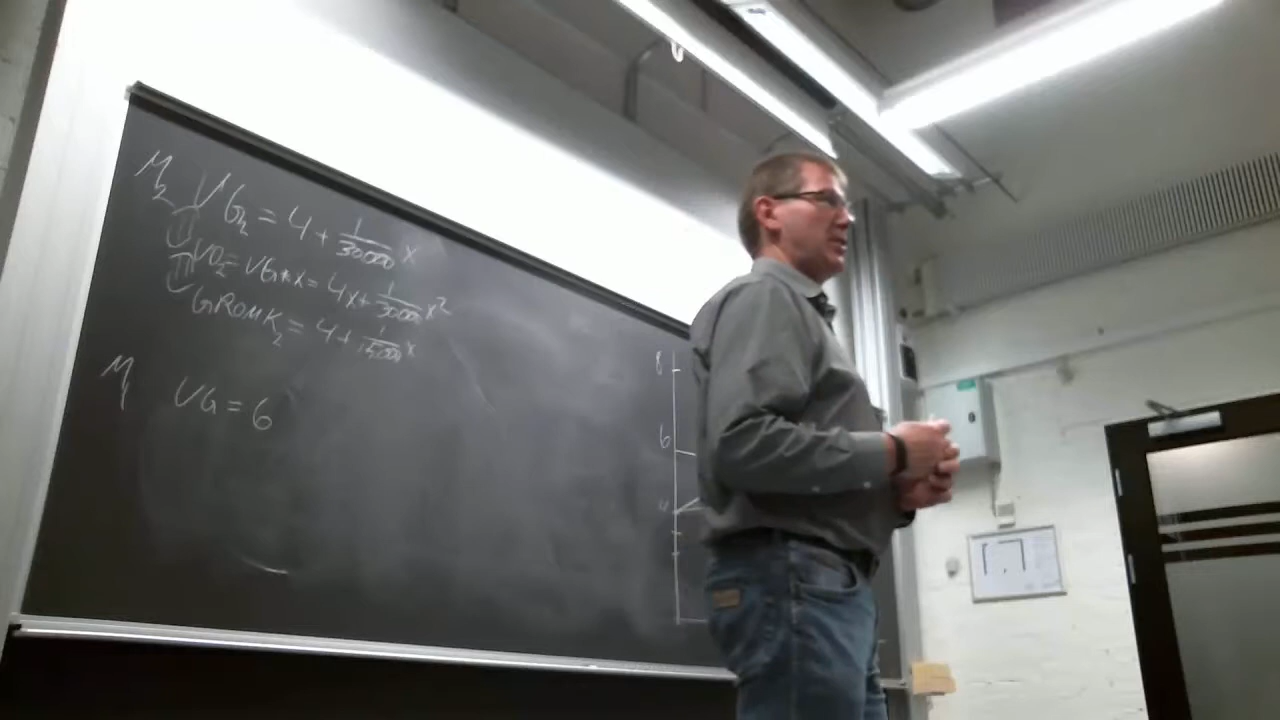 M2 VG2 = 4 + 1/30000 x
VO2 = VG*x = 4x + 1/30000 x²
GROMK2 = 4 + 1/15000 x
M1 VG = 6
8
6
4